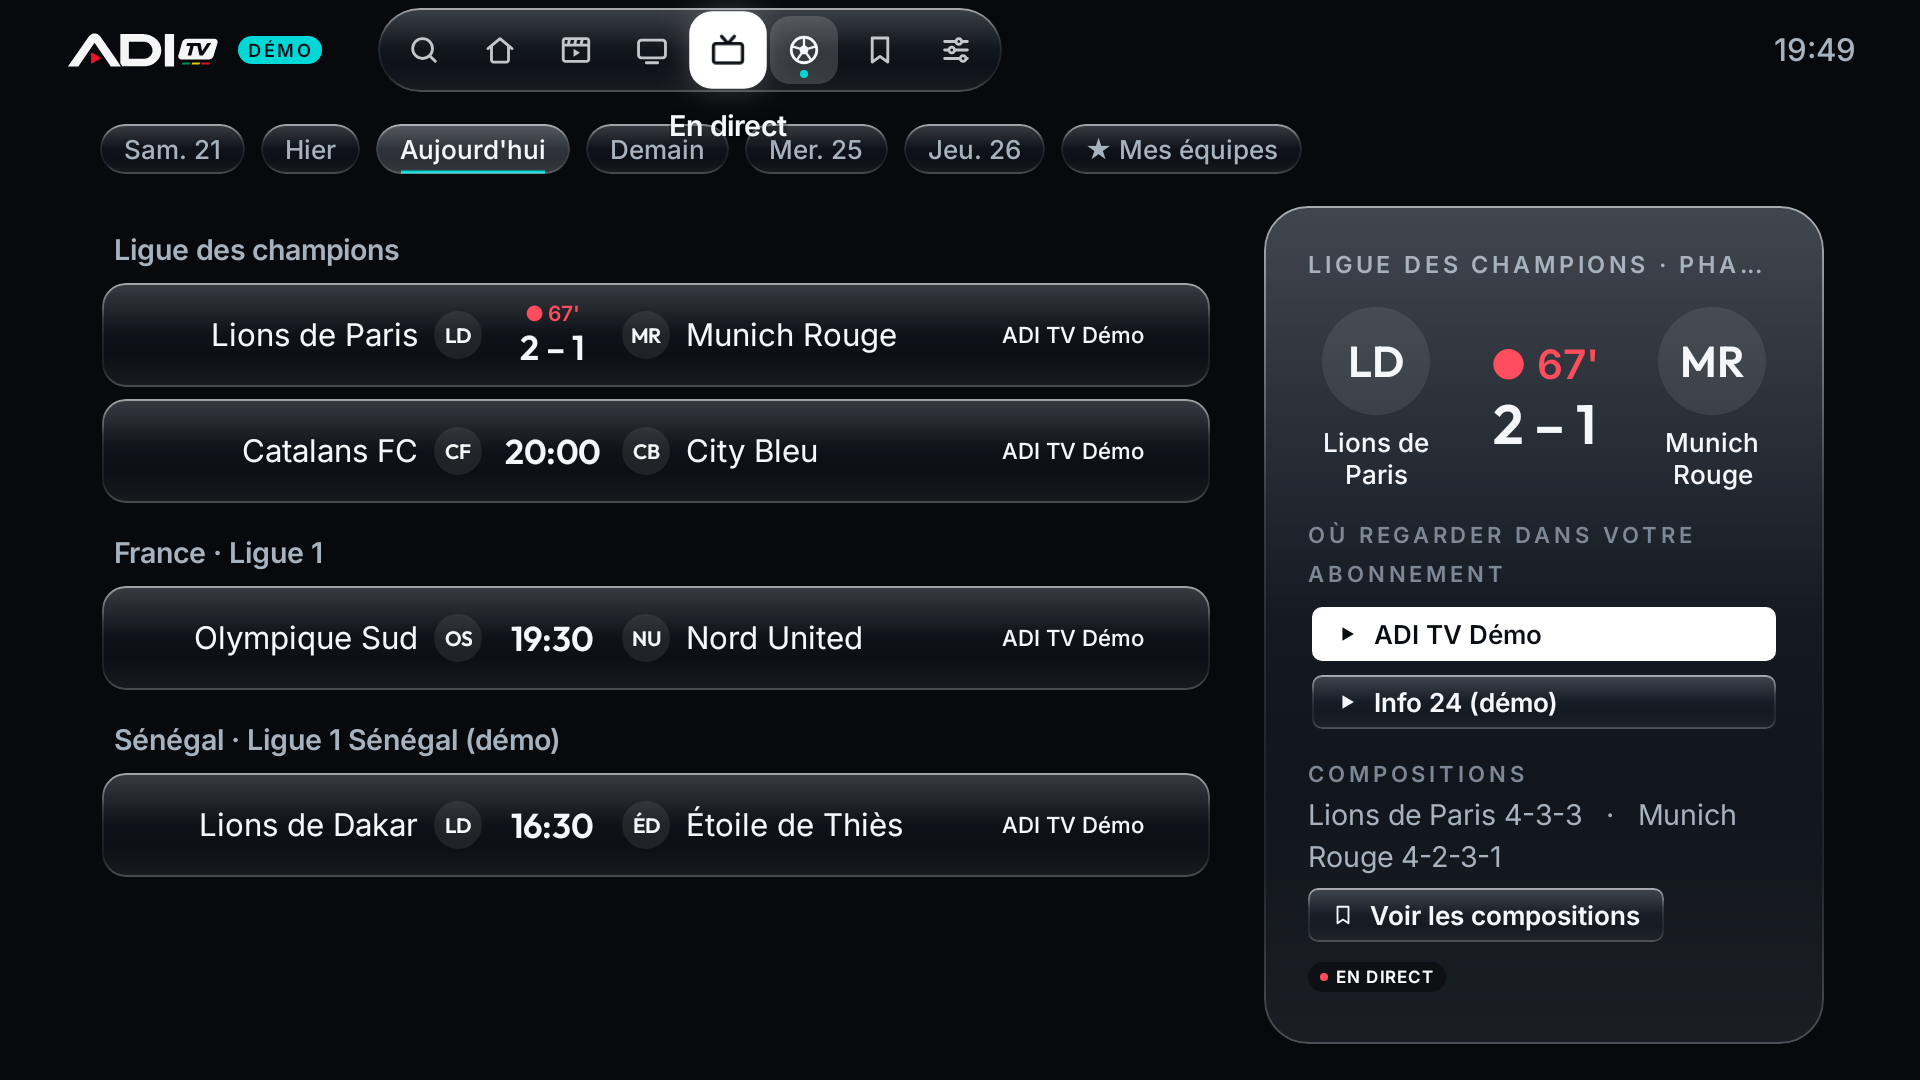 ADI TV DÉMO
19:49
En direct
Sam. 21 Hier Aujourd'hui Demain Mer. 25 Jeu. 26 ★ Mes équipes
Ligue des champions
Lions de Paris LD 67' 2 – 1 MR Munich Rouge ADI TV Démo
Catalans FC CF 20:00 CB City Bleu ADI TV Démo
France · Ligue 1
Olympique Sud OS 19:30 NU Nord United ADI TV Démo
Sénégal · Ligue 1 Sénégal (démo)
Lions de Dakar LD 16:30 ÉD Étoile de Thiès ADI TV Démo
LIGUE DES CHAMPIONS · PHA...
LD 67' MR
2 – 1
Lions de Paris
Munich Rouge
OÙ REGARDER DANS VOTRE
ABONNEMENT
ADI TV Démo
Info 24 (démo)
COMPOSITIONS
Lions de Paris 4-3-3 · Munich
Rouge 4-2-3-1
Voir les compositions
EN DIRECT